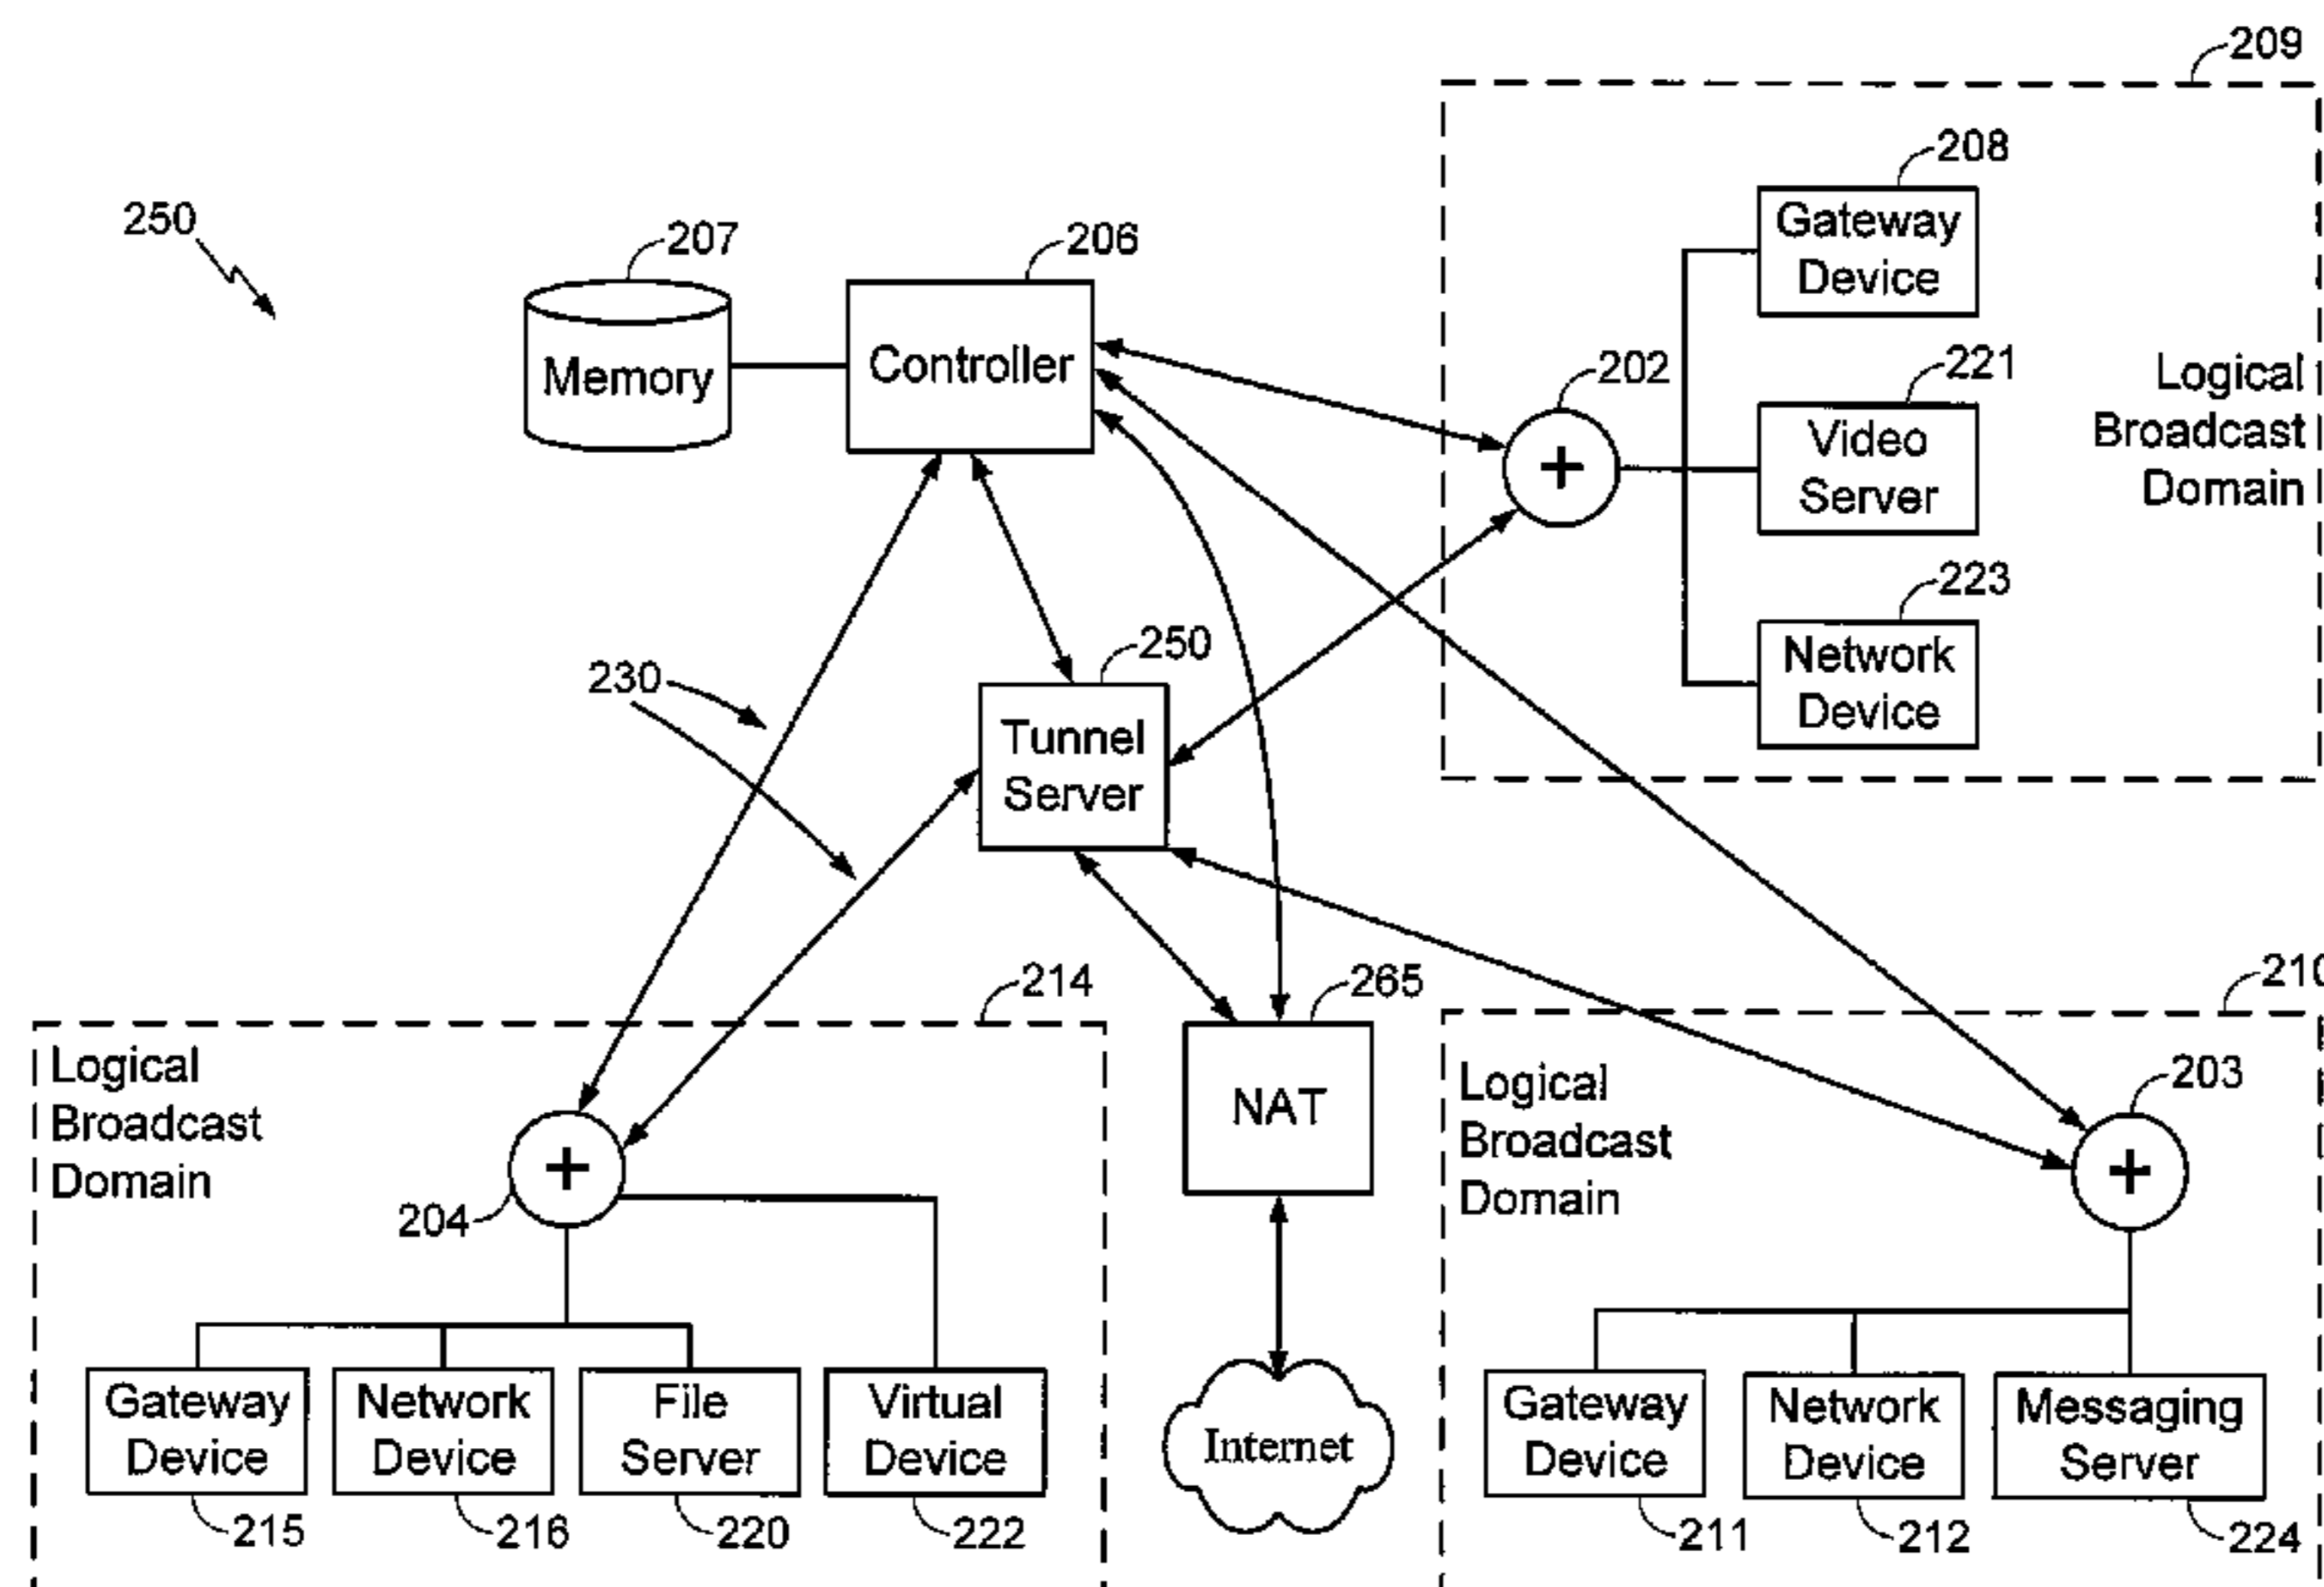 209
208
Gateway
Device
250
207
206
Memory
Controller
202
221
Video
Server
Logical
Broadcast
Domain
223
Network
Device
230
250
Tunnel
Server
214
265
210
Logical
Broadcast
Domain
NAT
Logical
Broadcast
Domain
203
204
Gateway
Device
Network
Device
File
Server
Virtual
Device
Internet
Gateway
Device
Network
Device
Messaging
Server
215
216
220
222
211
212
224